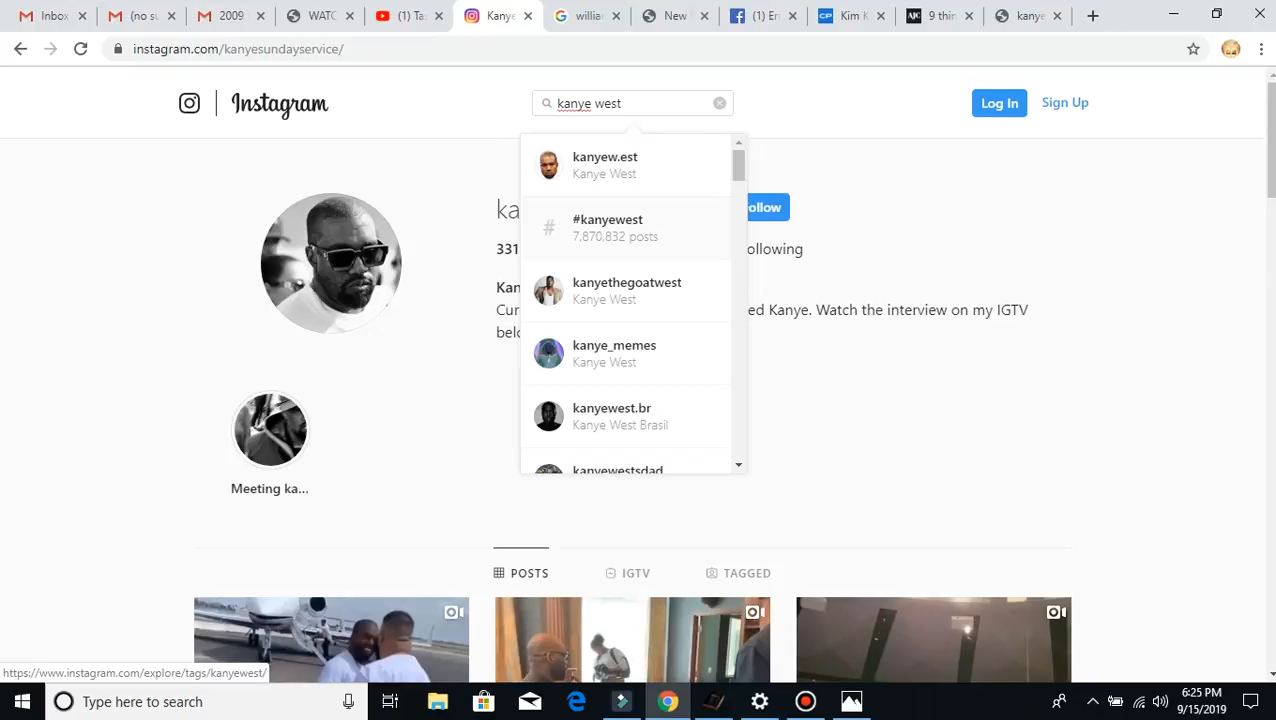 Inbox
(no su
2009
WATC
(1) Ta
Kanye
willia
New
(1) Er
Kim K
9 thin
kanye
instagram.com/kanyesundayservice/
Instagram
kanye west
Log In
Sign Up
kanyew.est
Kanye West
#kanyewest
7,870,832 posts
kanyethegoatwest
Kanye West
kanye_memes
Kanye West
kanyewest.br
Kanye West Brasil
kanyewestsdad
ka
ollow
331
ollowing
Kan
Cur
ed Kanye. Watch the interview on my IGTV
belo
Meeting ka...
POSTS
IGTV
TAGGED
https://www.instagram.com/explore/tags/kanyewest/
Type here to search
:25 PM
9/15/2019